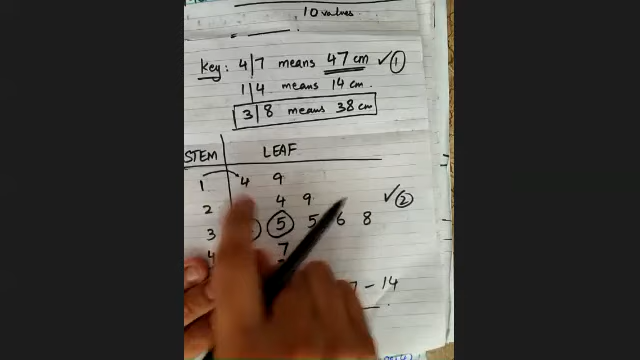 10 values
Key: 4|7 means 47 cm ✓ 1
1|4 means 14 cm
3|8 means 38 cm
STEM LEAF
1 4 9
2 4 9 ✓ 2
3 5 5 6 8
4 7
- 14